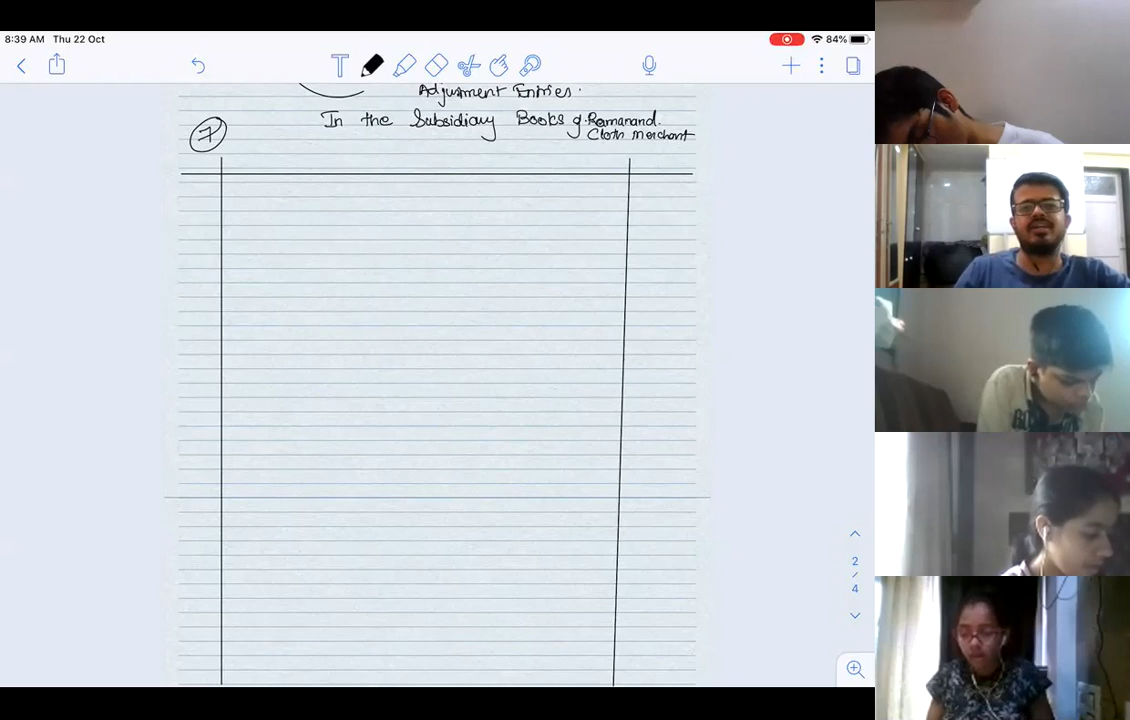 8:39 AM Thu 22 Oct
84%
T
Adjustment Entries.
7
In the Subsidiary Books of Ramanand.
Cloth Merchant
2
/
4